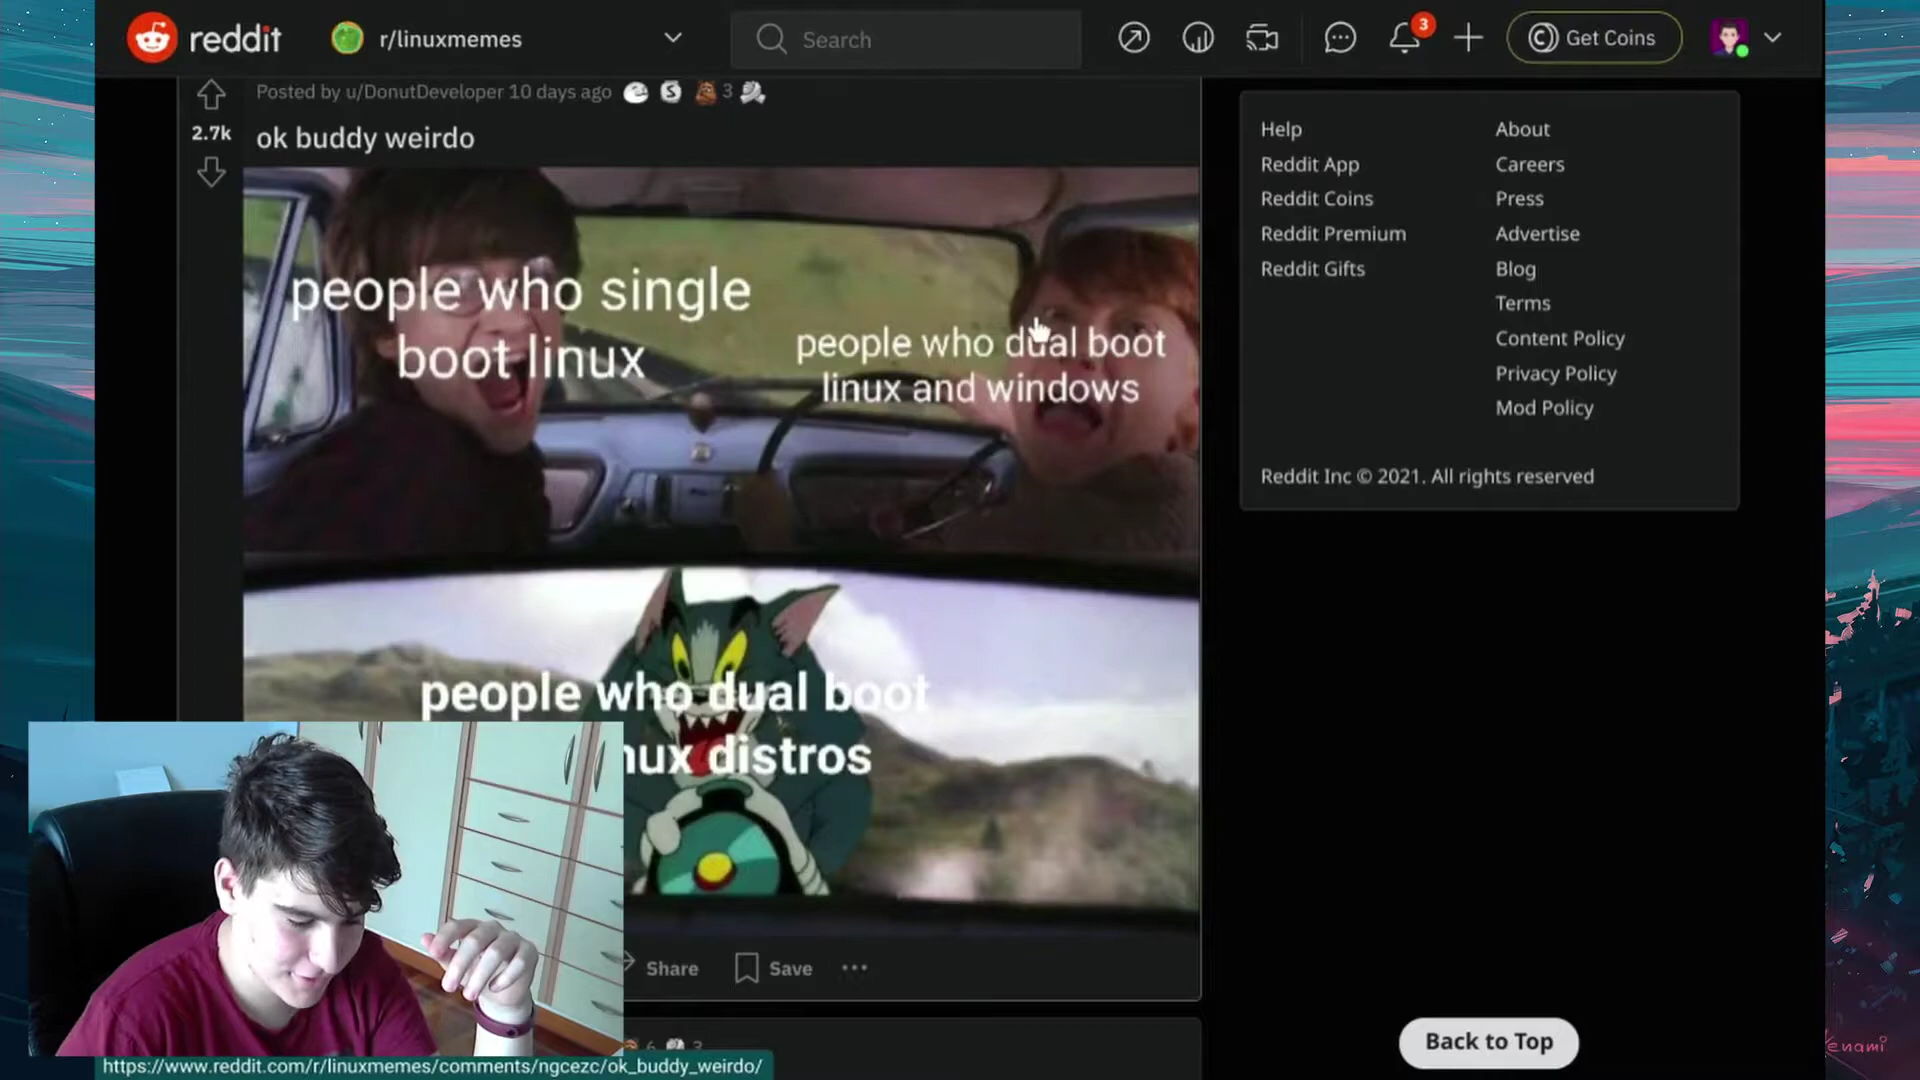 reddit
r/linuxmemes
Search
3
Get Coins
Posted by u/DonutDeveloper 10 days ago
3
2.7k
ok buddy weirdo
people who single
boot linux
people who dual boot
linux and windows
people who dual boot
distros
Share
Save
Help
Reddit App
Reddit Coins
Reddit Premium
Reddit Gifts
About
Careers
Press
Advertise
Blog
Terms
Content Policy
Privacy Policy
Mod Policy
Reddit Inc © 2021. All rights reserved
Back to Top
https://www.reddit.com/r/linuxmemes/comments/ngcezc/ok_buddy_weirdo/